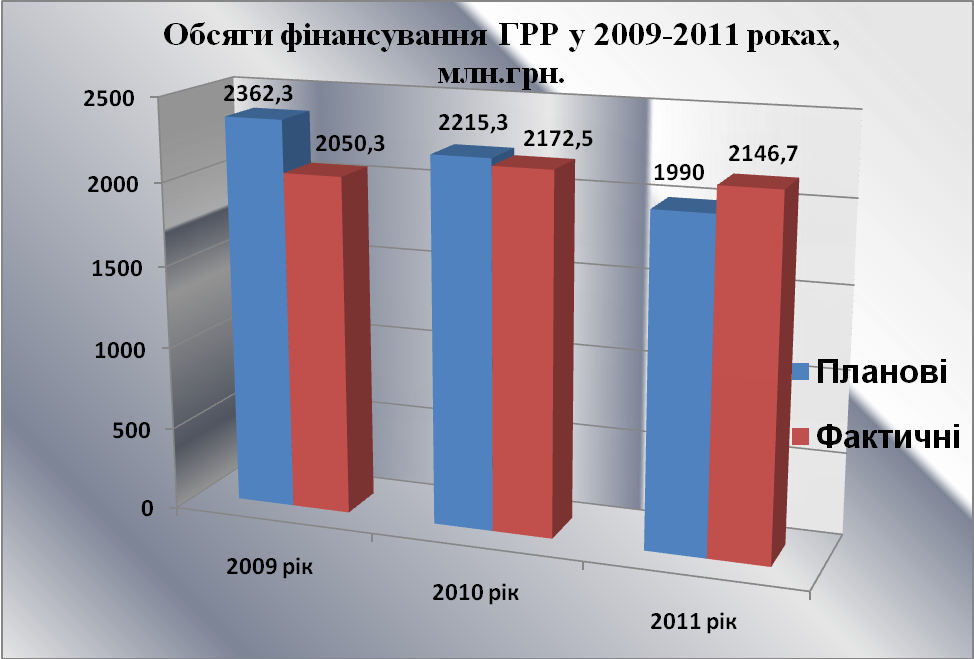 Обсяги фінансування ГРР у 2009-2011 роках,
млн.грн.
2500
2000
1500
1000
500
0
2362,3
2050,3
2215,3
2172,5
1990
2146,7
2009 рік
2010 рік
2011 рік
Планові
Фактичні